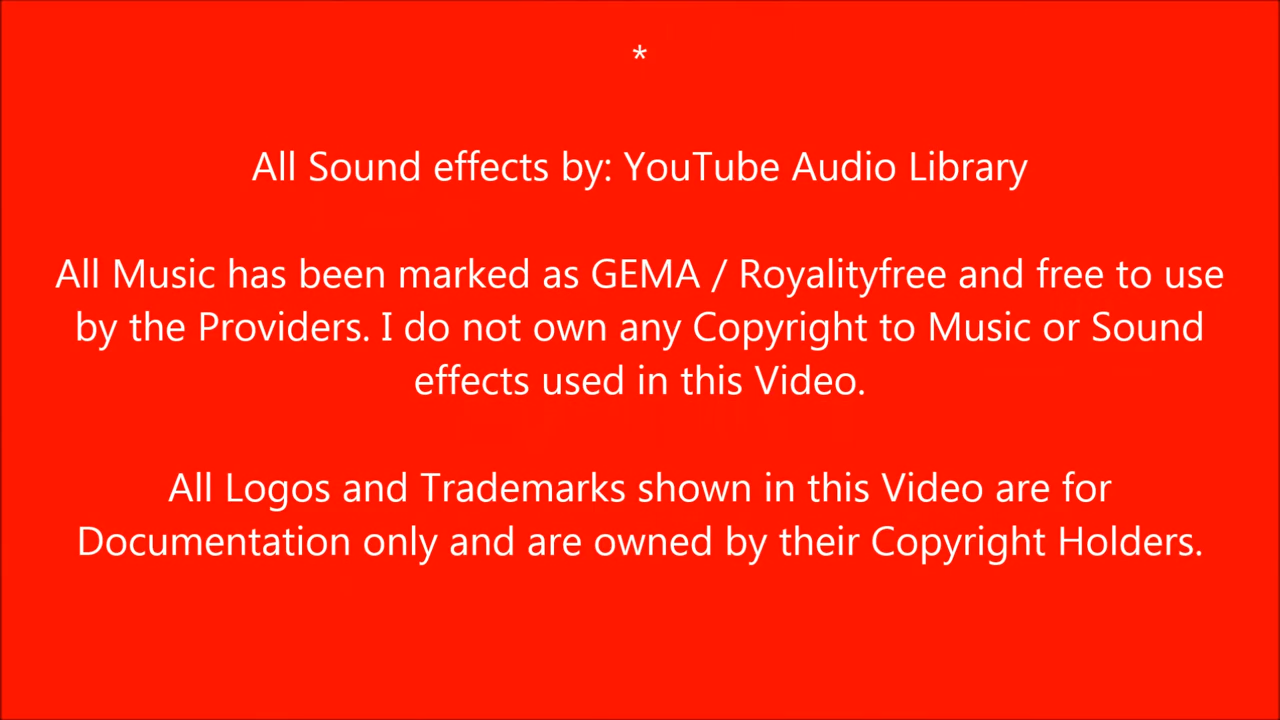 *
All Sound effects by: YouTube Audio Library
All Music has been marked as GEMA / Royalityfree and free to use
by the Providers. I do not own any Copyright to Music or Sound
effects used in this Video.
All Logos and Trademarks shown in this Video are for
Documentation only and are owned by their Copyright Holders.